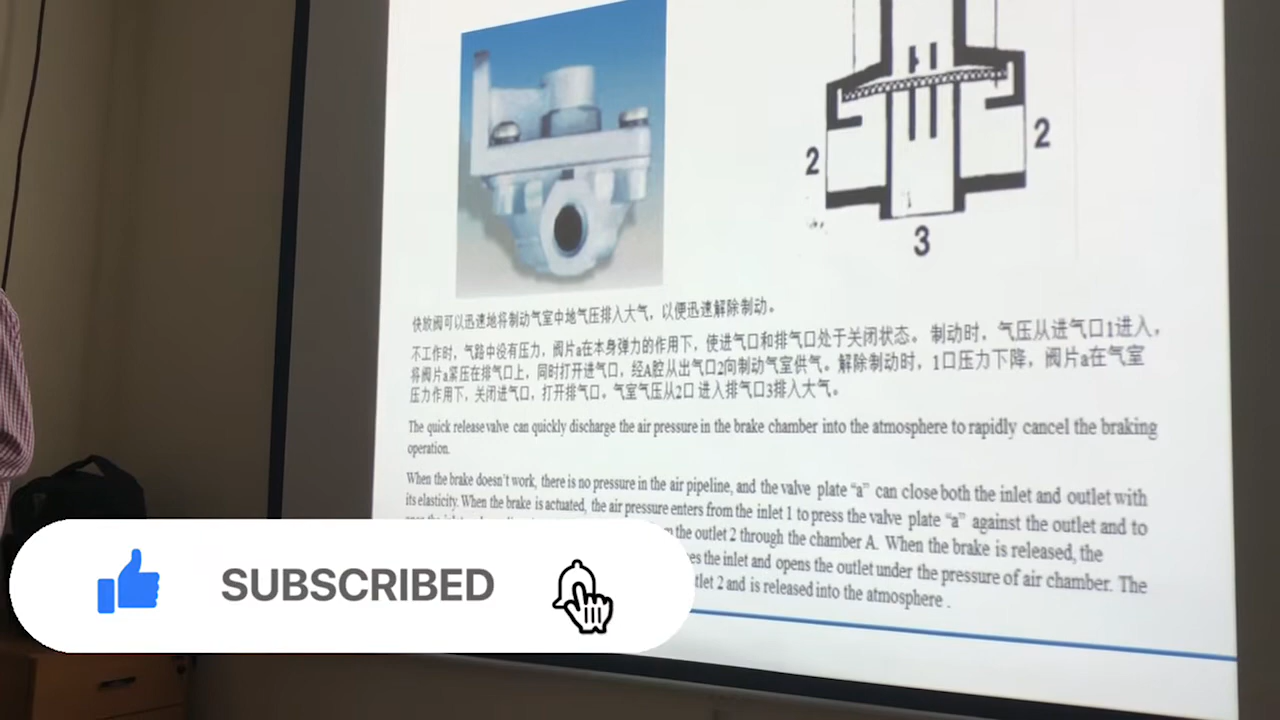 2
2
3
快放阀可以迅速地将制动气室中地气压排入大气，以便迅速解除制动。
不工作时，气路中没有压力，阀片a在本身弹力的作用下，使进气口和排气口处于关闭状态。制动时，气压从进气口1进入，
将阀片a紧压在排气口上，同时打开进气口，经A腔从出气口2向制动气室供气。解除制动时，1口压力下降，阀片a在气室
压力作用下，关闭进气口，打开排气口。气室气压从2口 进入排气口3排入大气。
The quick release valve can quickly discharge the air pressure in the brake chamber into the atmosphere to rapidly cancel the braking
operation.
When the brake doesn't work, there is no pressure in the air pipeline, and the valve plate "a" can close both the inlet and outlet with
its elasticity. When the brake is actuated, the air pressure enters from the inlet 1 to press the valve plate "a" against the outlet and to
the outlet 2 through the chamber A. When the brake is released, the
the inlet and opens the outlet under the pressure of air chamber. The
2 and is released into the atmosphere .
SUBSCRIBED